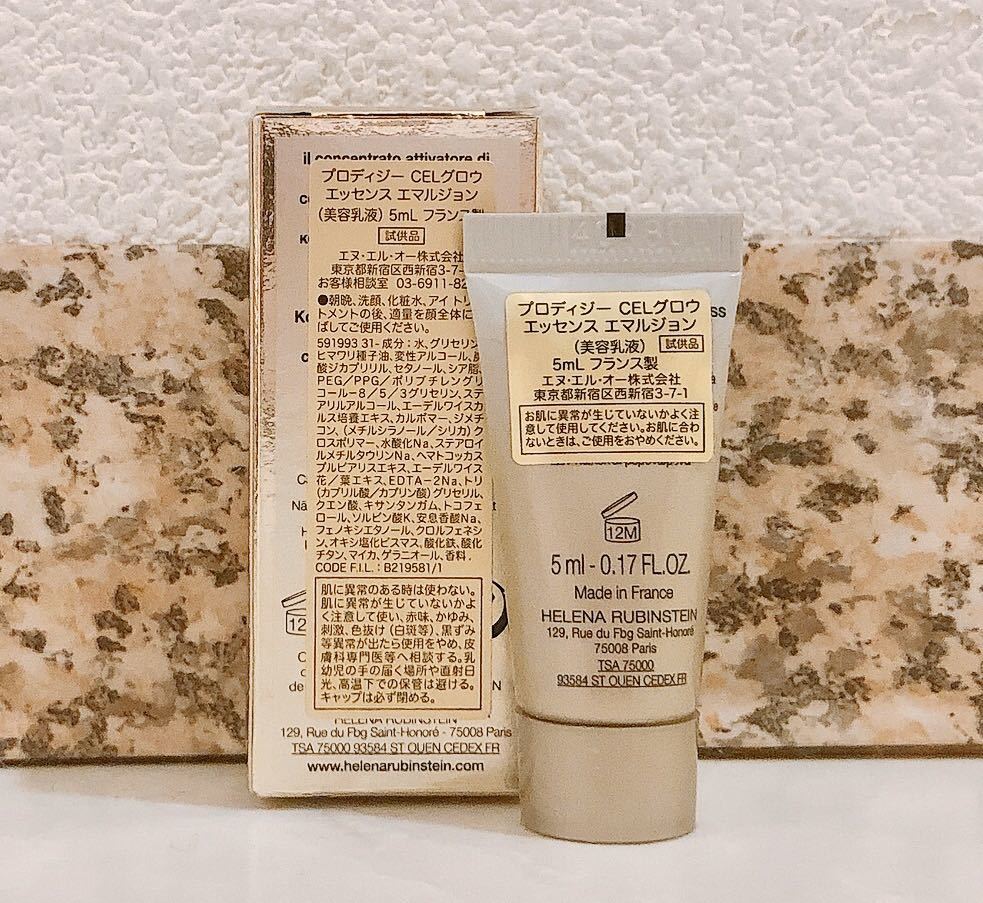 il concentrato attivatore di
プロディジー CELグロウ
エッセンス エマルジョン
(美容乳液) 5mL フランス製
試供品
エヌ・エル・オー株式会社
東京都新宿区西新宿3-7-
お客様相談室 03-6911-82
●朝晩、洗顔、化粧水、アイ トリ
トメントの後、適量を顔全体に
ばしてご使用ください。
591993 31- 成分:水、グリセリン
ヒマワリ種子油、変性アルコール、
酸ジカプリリル、セタノール、シア脂、
PEG/PPG/ポリブチレングリ
コール-8/5/3グリセリン、ステ
アリルアルコール、エーデルワイスカ
ルス培養エキス、カルボマー、ジメチ
コン、(メチルシラノール/シリカ)ク
ロスポリマー、水酸化Na、ステアロイ
ルメチルタウリンNa、ヘマトコッカス
プルビアリスエキス、エーデルワイス
花/葉エキス、EDTA-2Na、トリ
(カプリル酸/カプリン酸)グリセリル、
クエン酸、キサンタンガム、トコフェ
ロール、ソルビン酸K、安息香酸Na、
フェノキシエタノール、クロルフェネシ
ン、オキシ塩化ビスマス、酸化鉄、酸化
チタン、マイカ、ゲラニオール、香料 .
CODE F.I.L. : B219581/1
肌に異常のある時は使わない。
肌に異常が生じていないかよ
く注意して使い、赤味、かゆみ、
刺激、色抜け(白斑等)、黒ずみ
等異常が出たら使用をやめ、皮
膚科専門医等へ相談する。乳
幼児の手の届く場所や直射日
光、高温下での保管は避ける。
キャップは必ず閉める。
HELENA RUBINSTEIN
129, Rue du Fbg Saint-Honoré - 75008 Paris
TSA 75000 93584 ST OUEN CEDEX FR
www.helenarubinstein.com
プロディジー CELグロウ
エッセンス エマルジョン
(美容乳液) 試供品
5mL フランス製
エヌ・エル・オー株式会社
東京都新宿区西新宿3-7-1
お肌に異常が生じていないかよく注
意して使用してください。お肌に合わ
ないときは、ご使用をおやめください。
12M
5 ml - 0.17 FL.OZ.
Made in France
HELENA RUBINSTEIN
129, Rue du Fbg Saint-Honoré
75008 Paris
TSA 75000
93584 ST OUEN CEDEX FR